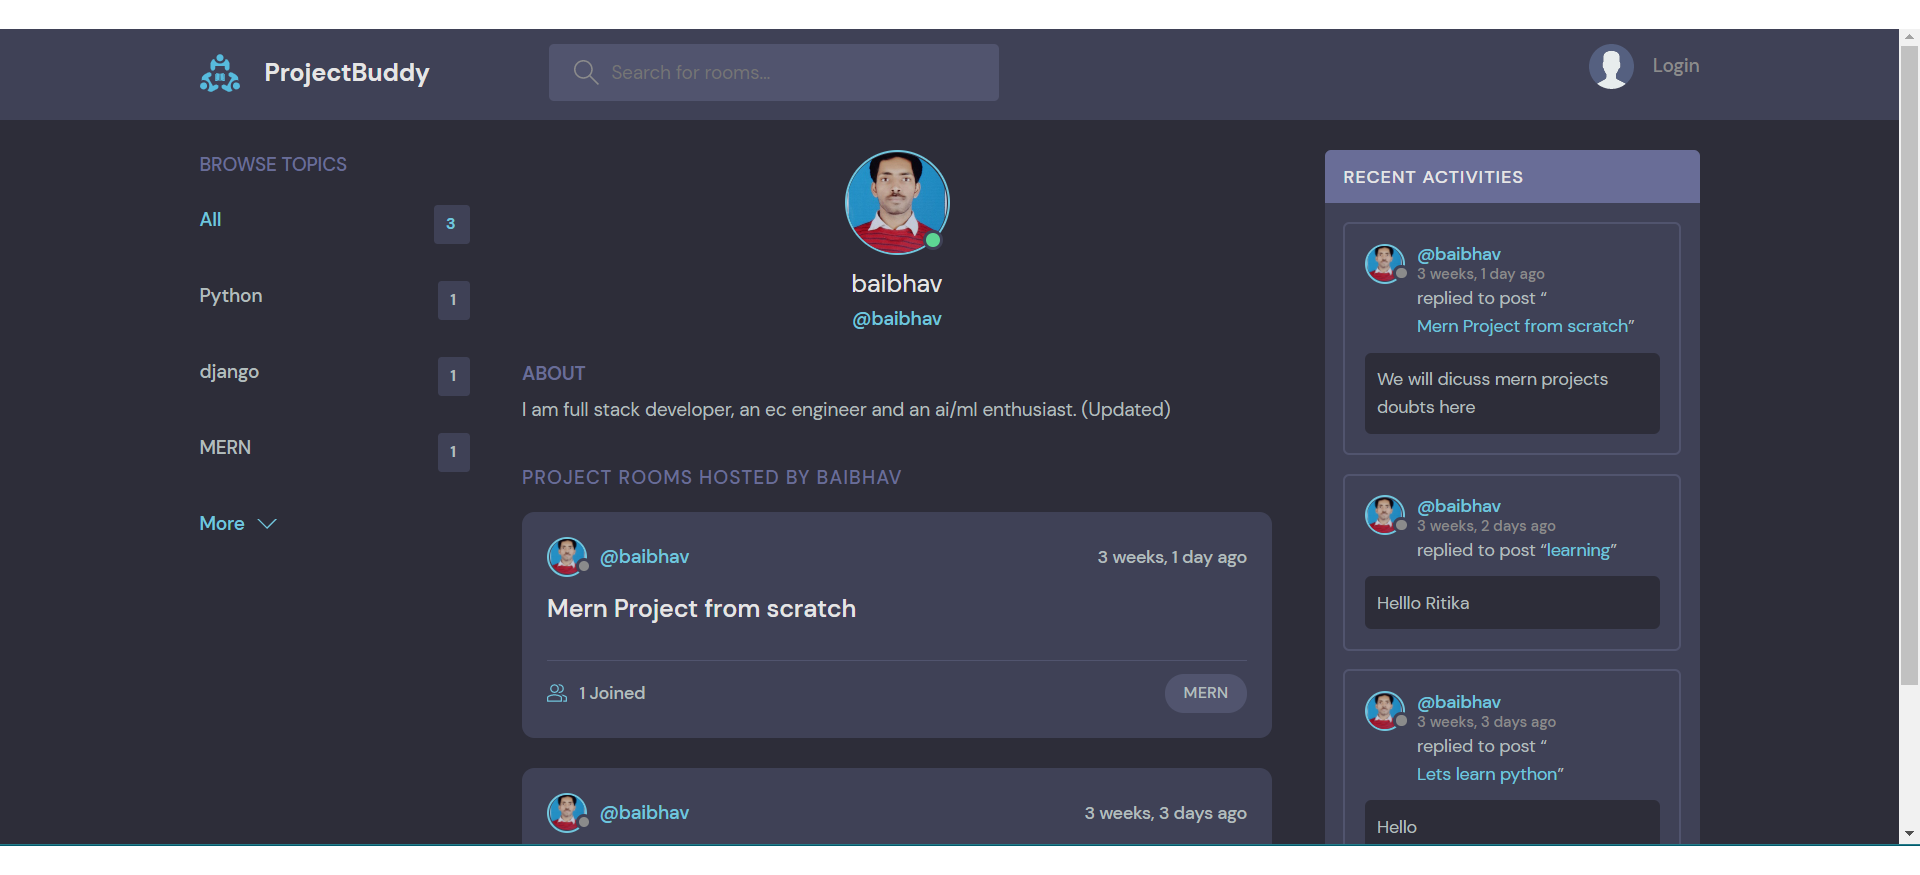 ProjectBuddy
Search for rooms...
Login
BROWSE TOPICS
All 3
Python 1
django 1
MERN 1
More
baibhav
@baibhav
ABOUT
I am full stack developer, an ec engineer and an ai/ml enthusiast. (Updated)
PROJECT ROOMS HOSTED BY BAIBHAV
@baibhav 3 weeks, 1 day ago
Mern Project from scratch
1 Joined MERN
@baibhav 3 weeks, 3 days ago
RECENT ACTIVITIES
@baibhav
3 weeks, 1 day ago
replied to post “
Mern Project from scratch”
We will dicuss mern projects
doubts here
@baibhav
3 weeks, 2 days ago
replied to post “learning”
Helllo Ritika
@baibhav
3 weeks, 3 days ago
replied to post “
Lets learn python”
Hello